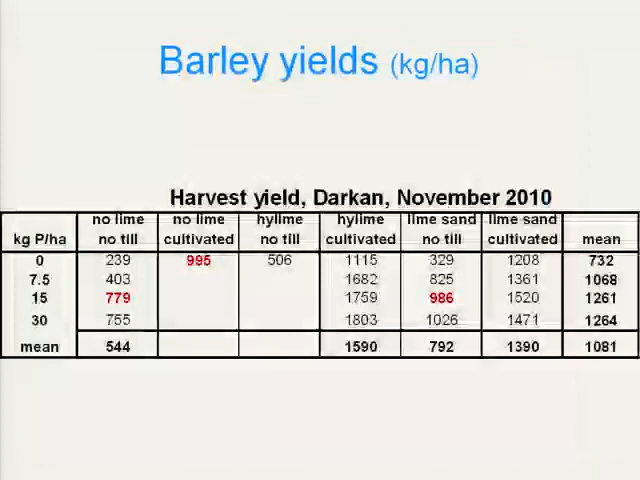 Barley yields (kg/ha)
Harvest yield, Darkan, November 2010
no lime no lime hylime hylime lime sand lime sand
kg P/ha no till cultivated no till cultivated no till cultivated mean
0 239 995 506 1115 329 1208 732
7.5 403 1682 825 1361 1068
15 779 1759 986 1520 1261
30 755 1803 1026 1471 1264
mean 544 1590 792 1390 1081